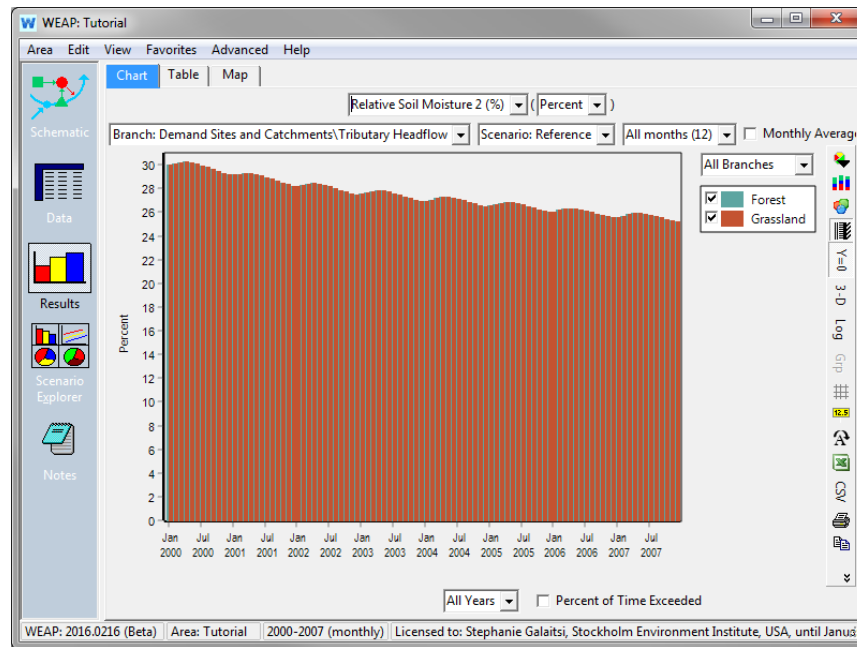 WEAP: Tutorial
Area Edit View Favorites Advanced Help
Schematic
Data
Results
Scenario
Explorer
Notes
Chart Table Map
Relative Soil Moisture 2 (%) ( Percent )
Branch: Demand Sites and Catchments\Tributary Headflow Scenario: Reference All months (12) Monthly Average
All Branches
Forest
Grassland
Percent
30
28
26
24
22
20
18
16
14
12
10
8
6
4
2
0
Jan Jul Jan Jul Jan Jul Jan Jul Jan Jul Jan Jul Jan Jul Jan Jul
2000 2000 2001 2001 2002 2002 2003 2003 2004 2004 2005 2005 2006 2006 2007 2007
Y=0
3-D
Log
Grp
12.5
A
CSV
All Years Percent of Time Exceeded
WEAP: 2016.0216 (Beta) Area: Tutorial 2000-2007 (monthly) Licensed to: Stephanie Galaitsi, Stockholm Environment Institute, USA, until Janua